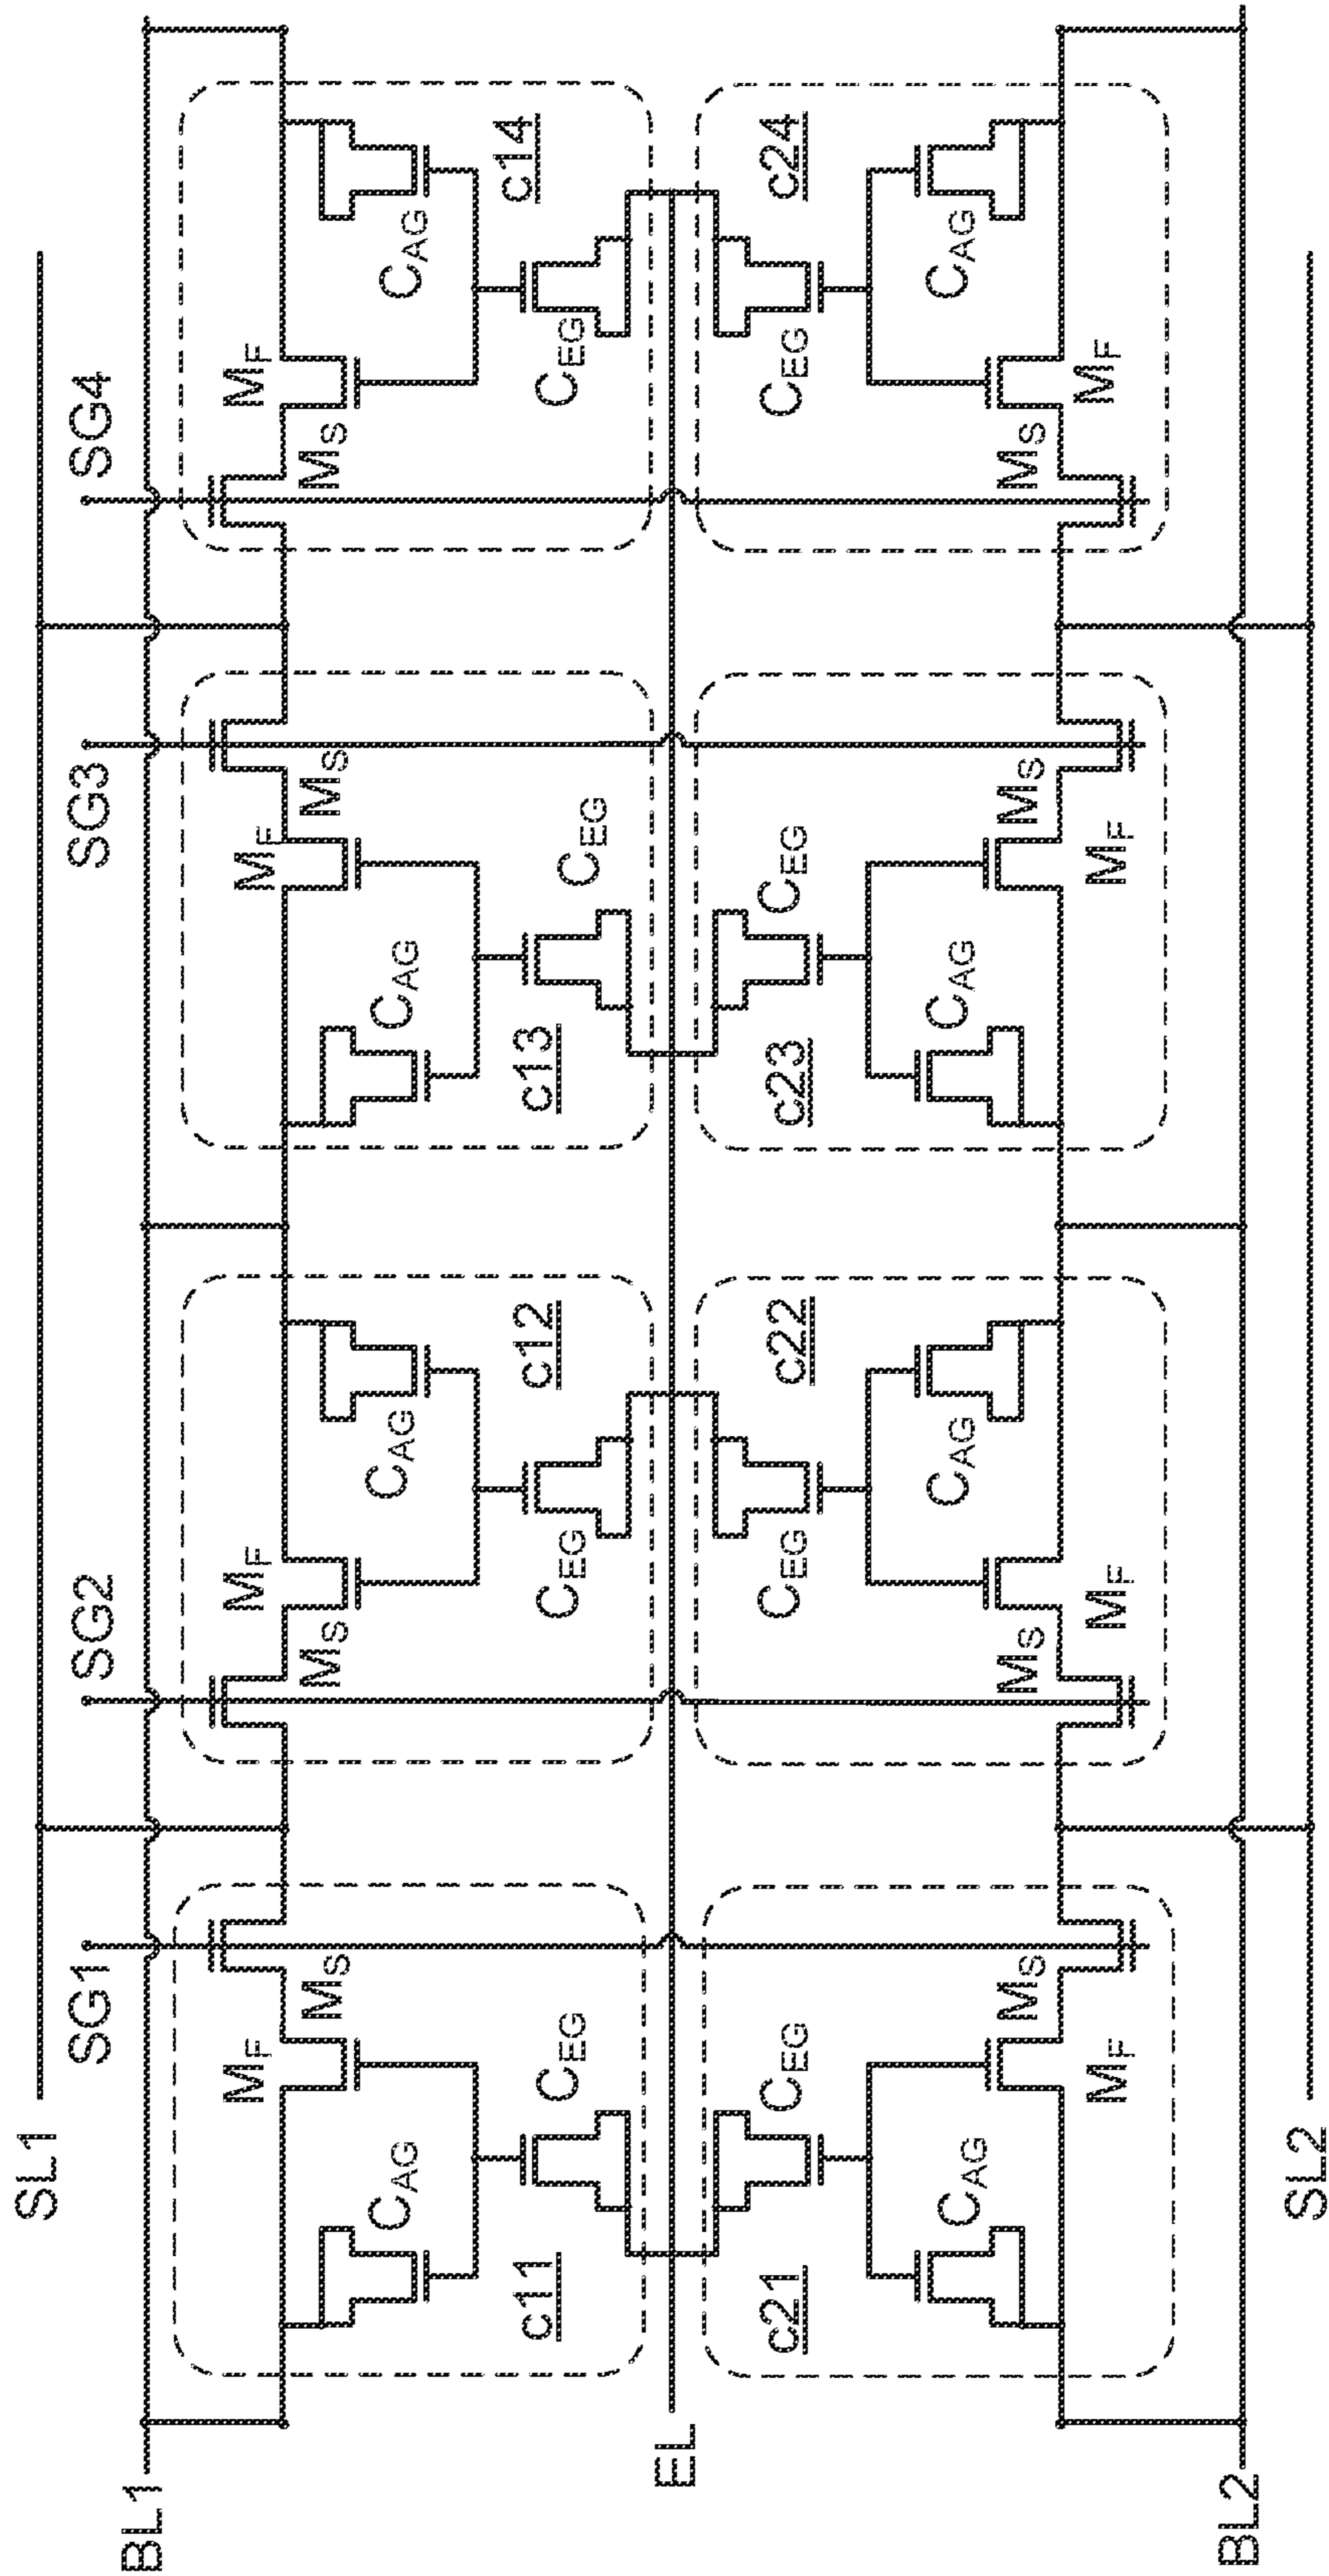 SL1
SG1 SG2 SG3 SG4
BL1
MF MF MF MF
MS MS MS MS
CAG CAG CAG CAG
c11 CEG CEG c12 c13 CEG CEG c14
EL
c21 CEG CEG c22 c23 CEG CEG c24
CAG MS MS CAG CAG MS MS CAG
MF MF MF MF
BL2
SL2